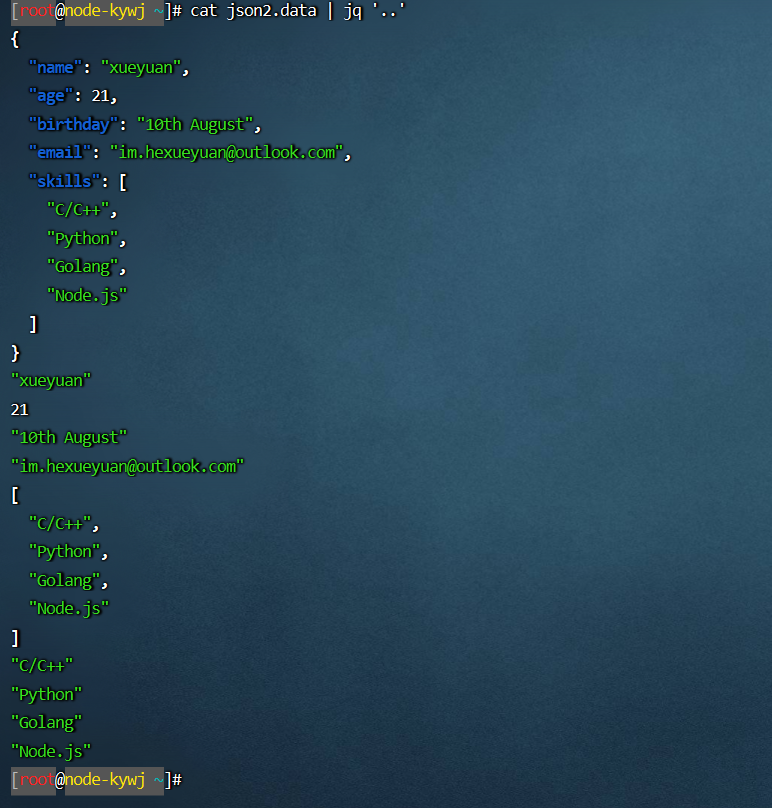 [root@node-kywj ~]# cat json2.data | jq '..'
{
  "name": "xueyuan",
  "age": 21,
  "birthday": "10th August",
  "email": "im.hexueyuan@outlook.com",
  "skills": [
    "C/C++",
    "Python",
    "Golang",
    "Node.js"
  ]
}
"xueyuan"
21
"10th August"
"im.hexueyuan@outlook.com"
[
  "C/C++",
  "Python",
  "Golang",
  "Node.js"
]
"C/C++"
"Python"
"Golang"
"Node.js"
[root@node-kywj ~]#